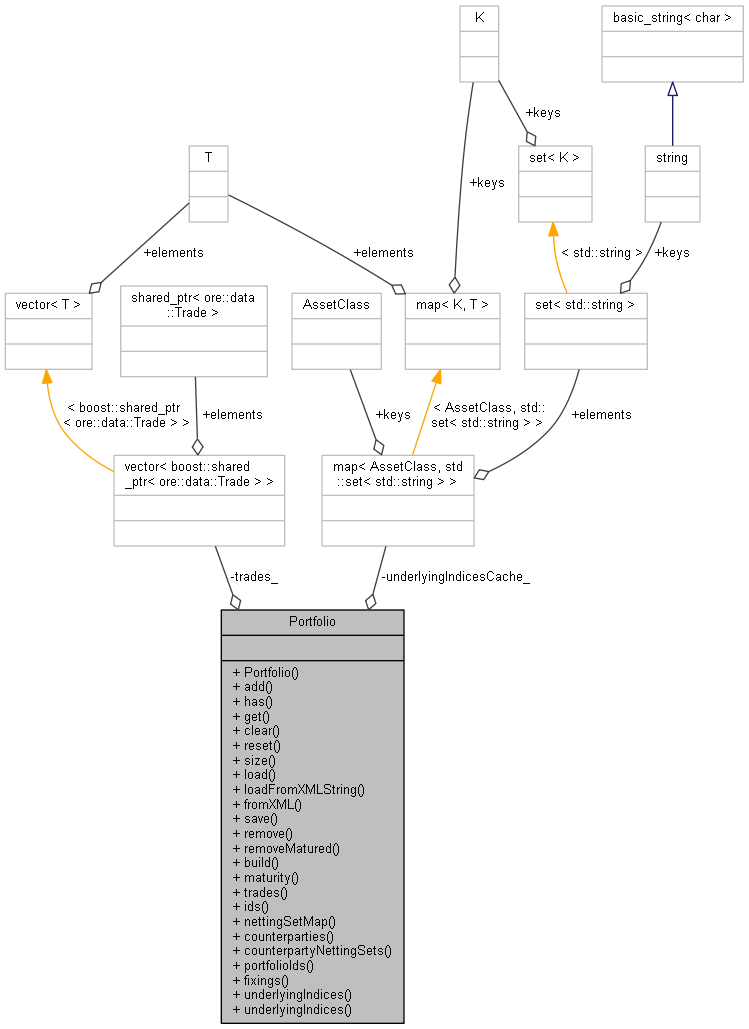 K
basic_string< char >
+keys
T
set< K >
string
+keys
+elements
+elements
< std::string >
+keys
vector< T >
shared_ptr< ore::data
::Trade >
AssetClass
map< K, T >
set< std::string >
< boost::shared_ptr
< ore::data::Trade > >
+elements
+keys
< AssetClass, std::
set< std::string > >
+elements
vector< boost::shared
_ptr< ore::data::Trade > >
map< AssetClass, std
::set< std::string > >
-trades_
-underlyingIndicesCache_
Portfolio
+ Portfolio()
+ add()
+ has()
+ get()
+ clear()
+ reset()
+ size()
+ load()
+ loadFromXMLString()
+ fromXML()
+ save()
+ remove()
+ removeMatured()
+ build()
+ maturity()
+ trades()
+ ids()
+ nettingSetMap()
+ counterparties()
+ counterpartyNettingSets()
+ portfolioIds()
+ fixings()
+ underlyingIndices()
+ underlyingIndices()